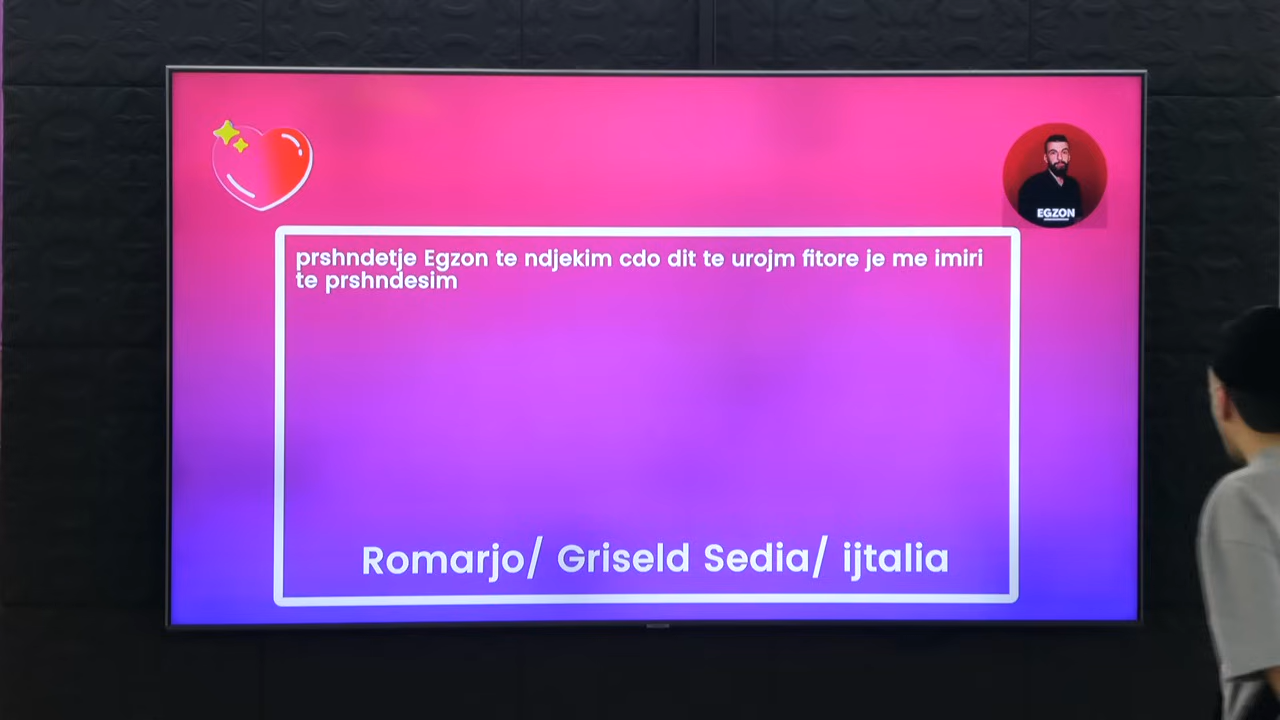 EGZON
prshndetje Egzon te ndjekim cdo dit te urojm fitore je me imiri
te prshndesim
Romarjo/ Griseld Sedia/ ijtalia